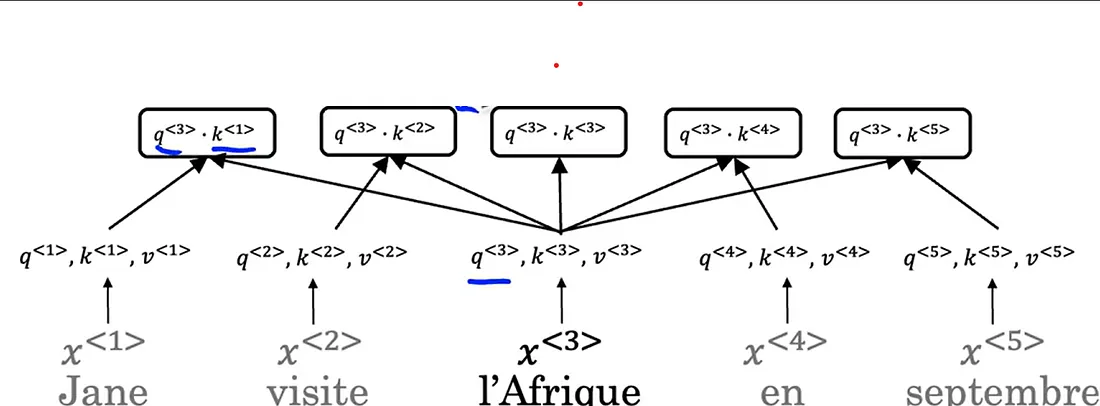 q<3> · k<1> q<3> · k<2> q<3> · k<3> q<3> · k<4> q<3> · k<5>
q<1>, k<1>, v<1> q<2>, k<2>, v<2> q<3>, k<3>, v<3> q<4>, k<4>, v<4> q<5>, k<5>, v<5>
x<1> x<2> x<3> x<4> x<5>
Jane visite l'Afrique en septembre